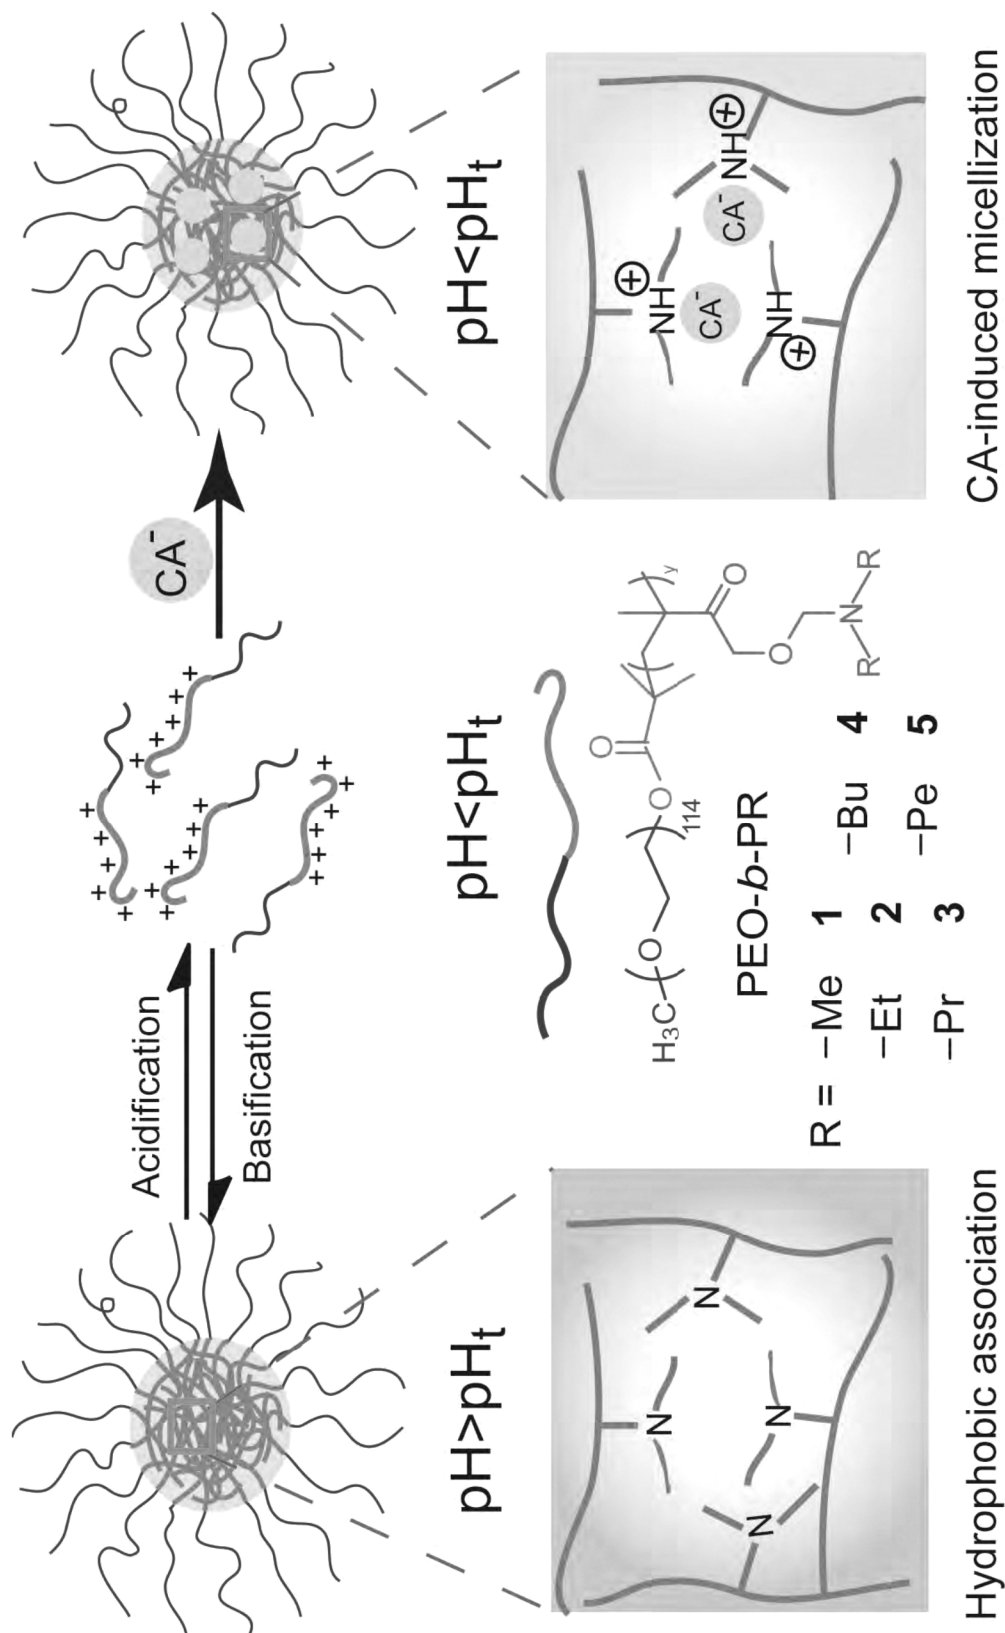 Acidification
Basification
CA⁻
pH>pHₜ
pH<pHₜ
pH<pHₜ
N
N
N
N
H₃C
O
114
O
O
y
O
O
N
R
R
PEO-b-PR
R = –Me 1
–Et 2
–Pr 3
–Bu 4
–Pe 5
NH
+
CA⁻
NH
+
CA⁻
NH
+
Hydrophobic association
CA-induced micellization